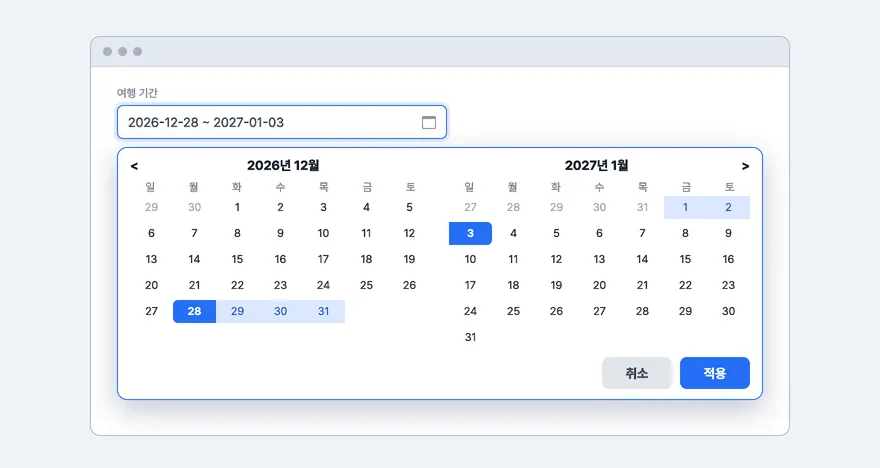 여행 기간
2026-12-28 ~ 2027-01-03
< 2026년 12월
일 월 화 수 목 금 토
29 30 1 2 3 4 5
6 7 8 9 10 11 12
13 14 15 16 17 18 19
20 21 22 23 24 25 26
27 28 29 30 31
2027년 1월 >
일 월 화 수 목 금 토
27 28 29 30 31 1 2
3 4 5 6 7 8 9
10 11 12 13 14 15 16
17 18 19 20 21 22 23
24 25 26 27 28 29 30
31
취소 적용